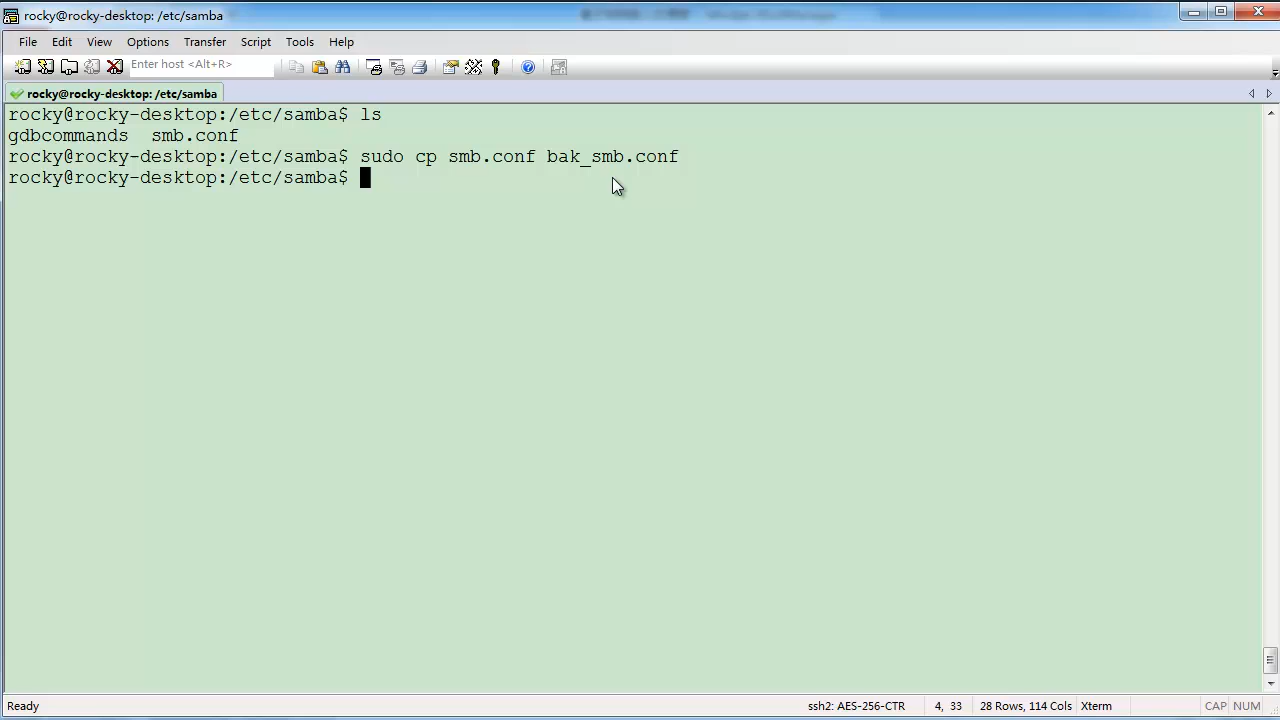 rocky@rocky-desktop: /etc/samba
File Edit View Options Transfer Script Tools Help
Enter host <Alt+R>
rocky@rocky-desktop: /etc/samba
rocky@rocky-desktop:/etc/samba$ ls
gdbcommands  smb.conf
rocky@rocky-desktop:/etc/samba$ sudo cp smb.conf bak_smb.conf
rocky@rocky-desktop:/etc/samba$
Ready ssh2: AES-256-CTR 4, 33 28 Rows, 114 Cols Xterm CAP NUM